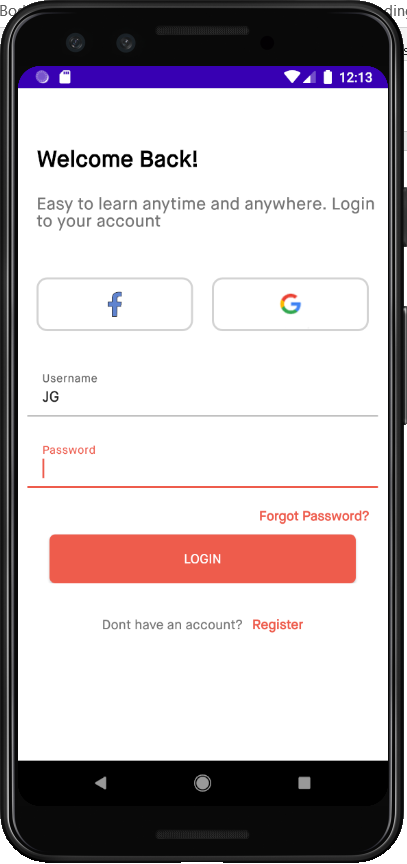 12:13
Welcome Back!
Easy to learn anytime and anywhere. Login
to your account
Username
JG
Password
Forgot Password?
LOGIN
Dont have an account? Register